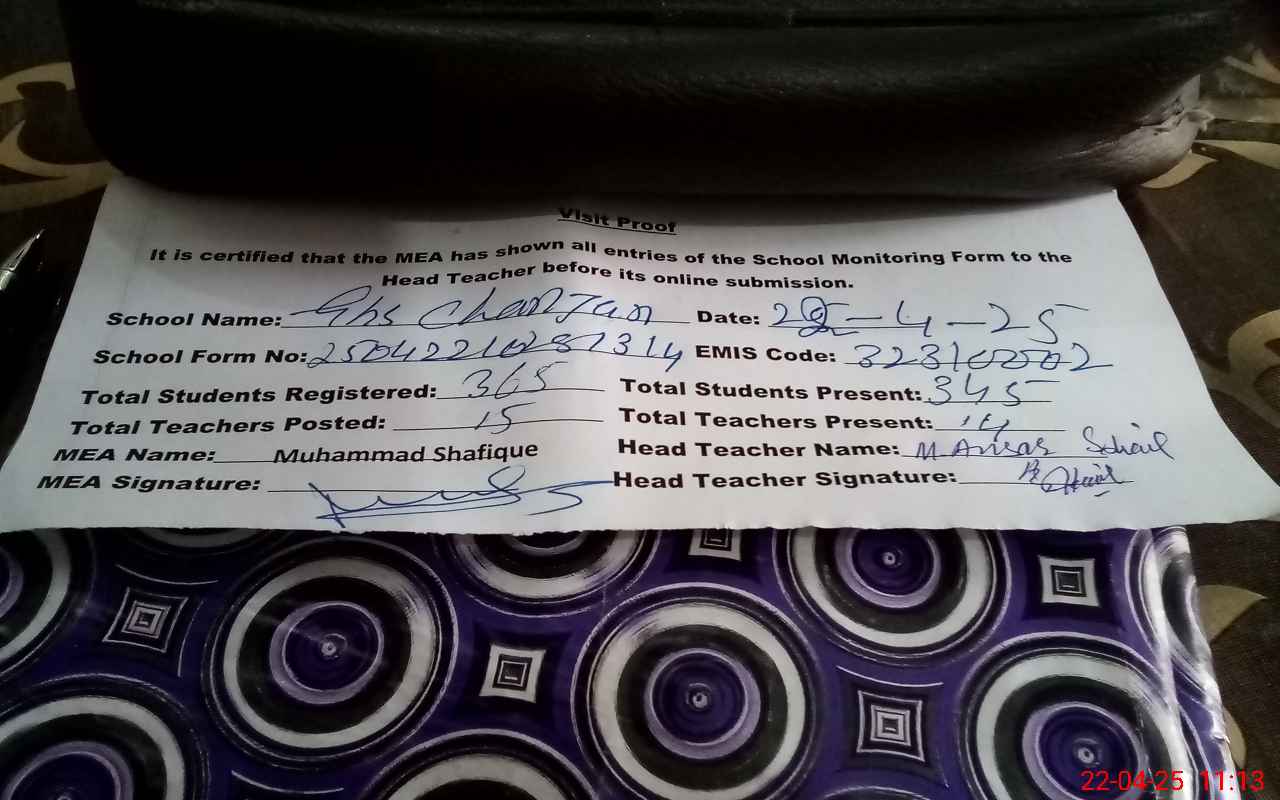 Visit Proof
It is certified that the MEA has shown all entries of the School Monitoring Form to the
Head Teacher before its online submission.
School Name: Ghs Date: 22-4-25
School Form No: EMIS Code: 323100002
Total Students Registered: 365 Total Students Present: 345
Total Teachers Posted: 15 Total Teachers Present: 14
MEA Name: Muhammad Shafique Head Teacher Name: M Ansar Sohail
MEA Signature: Head Teacher Signature:
22-04-25 11:13